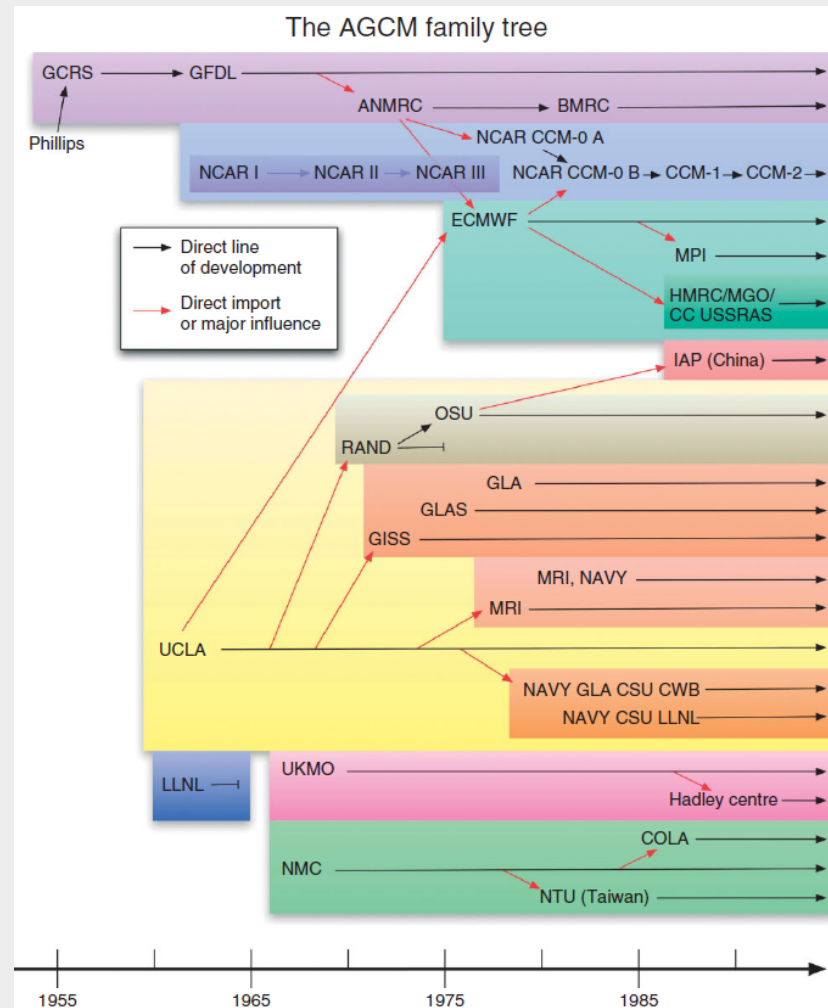 The AGCM family tree
GCRS
GFDL
ANMRC
BMRC
Phillips
NCAR CCM-0 A
NCAR I
NCAR II
NCAR III
NCAR CCM-0 B
CCM-1
CCM-2
ECMWF
Direct line
of development
Direct import
or major influence
MPI
HMRC/MGO/
CC USSRAS
IAP (China)
OSU
RAND
GLA
GLAS
GISS
MRI, NAVY
MRI
UCLA
NAVY GLA CSU CWB
NAVY CSU LLNL
LLNL
UKMO
Hadley centre
COLA
NMC
NTU (Taiwan)
1955
1965
1975
1985